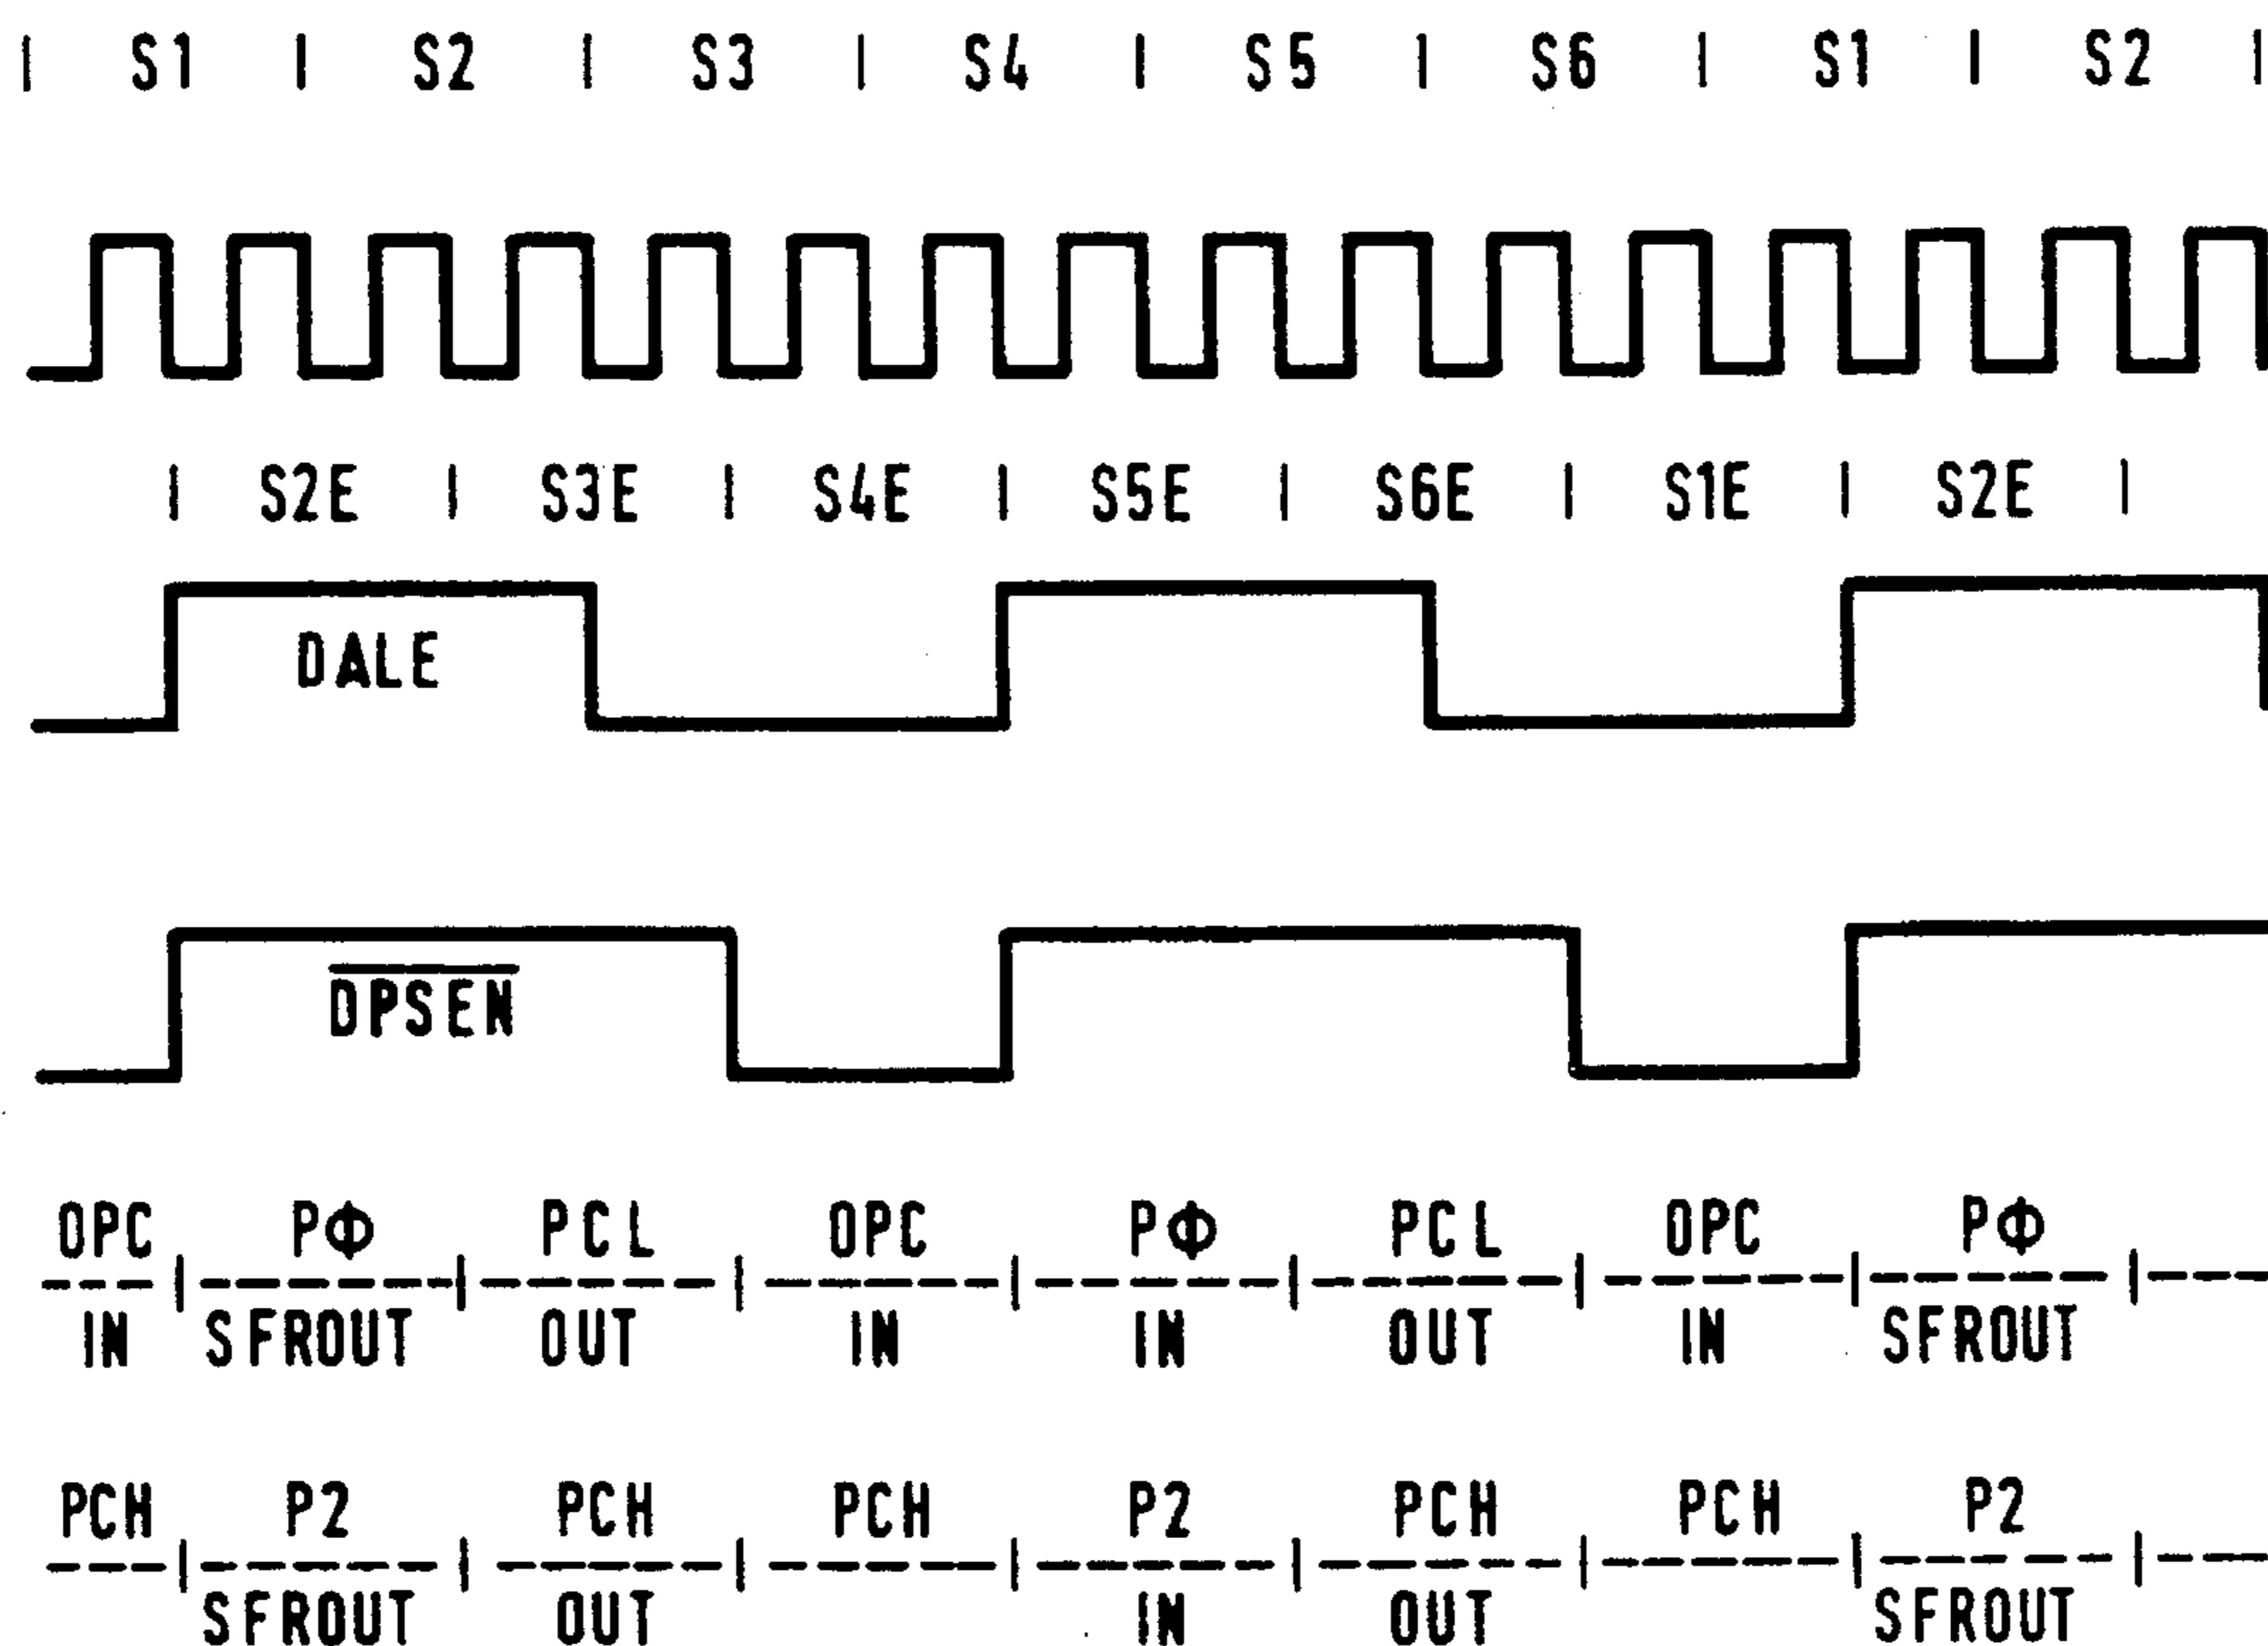 | S1 | S2 | S3 | S4 | S5 | S6 | S1 | S2 |
| S2E | S3E | S4E | S5E | S6E | S1E | S2E |
DALE
DPSEN
OPC | PΦ | PCL | OPC | PΦ | PCL | OPC | PΦ |
IN SFROUT OUT IN IN OUT IN SFROUT
PCH | P2 | PCH | PCH | P2 | PCH | PCH | P2 |
SFROUT OUT IN OUT SFROUT